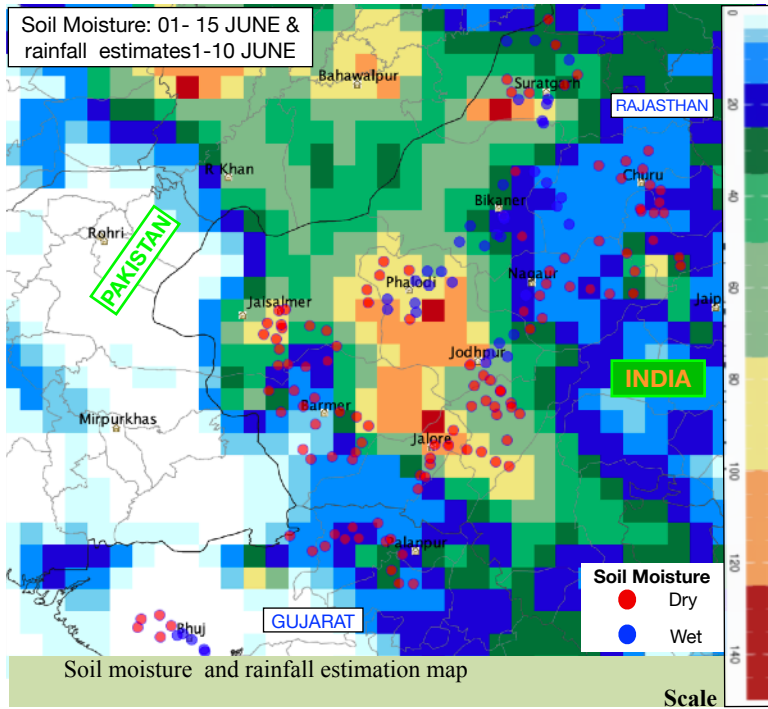 Soil Moisture: 01- 15 JUNE &
rainfall estimates1-10 JUNE
Bahawalpur
Suratgarh
RAJASTHAN
R Khan
Churu
Bikaner
Rohri
PAKISTAN
Phalodi
Nagaur
Jaisalmer
Jaip
Jodhpur
INDIA
Barmer
Mirpurkhas
Jalore
Palanpur
Soil Moisture
Dry
Wet
GUJARAT
Bhuj
Soil moisture and rainfall estimation map
Scale
0
20
40
60
80
100
120
140